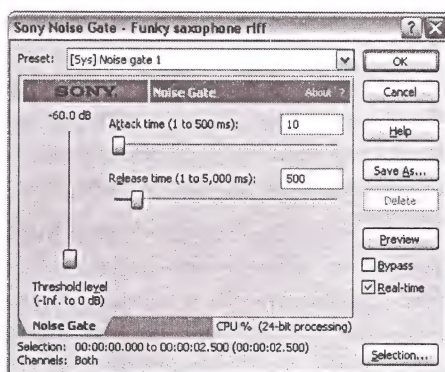 Sony Noise Gate - Funky saxophone riff
Preset: [Sys] Noise gate 1
OK
SONY Noise Gate About ?
Cancel
-60.0 dB
Attack time (1 to 500 ms): 10
Help
Release time (1 to 5,000 ms): 500
Save As...
Delete
Preview
Bypass
Threshold level
(-Inf. to 0 dB)
Real-time
Noise Gate CPU % (24-bit processing)
Selection: 00:00:00.000 to 00:00:02.500 (00:00:02.500)
Channels: Both
Selection...